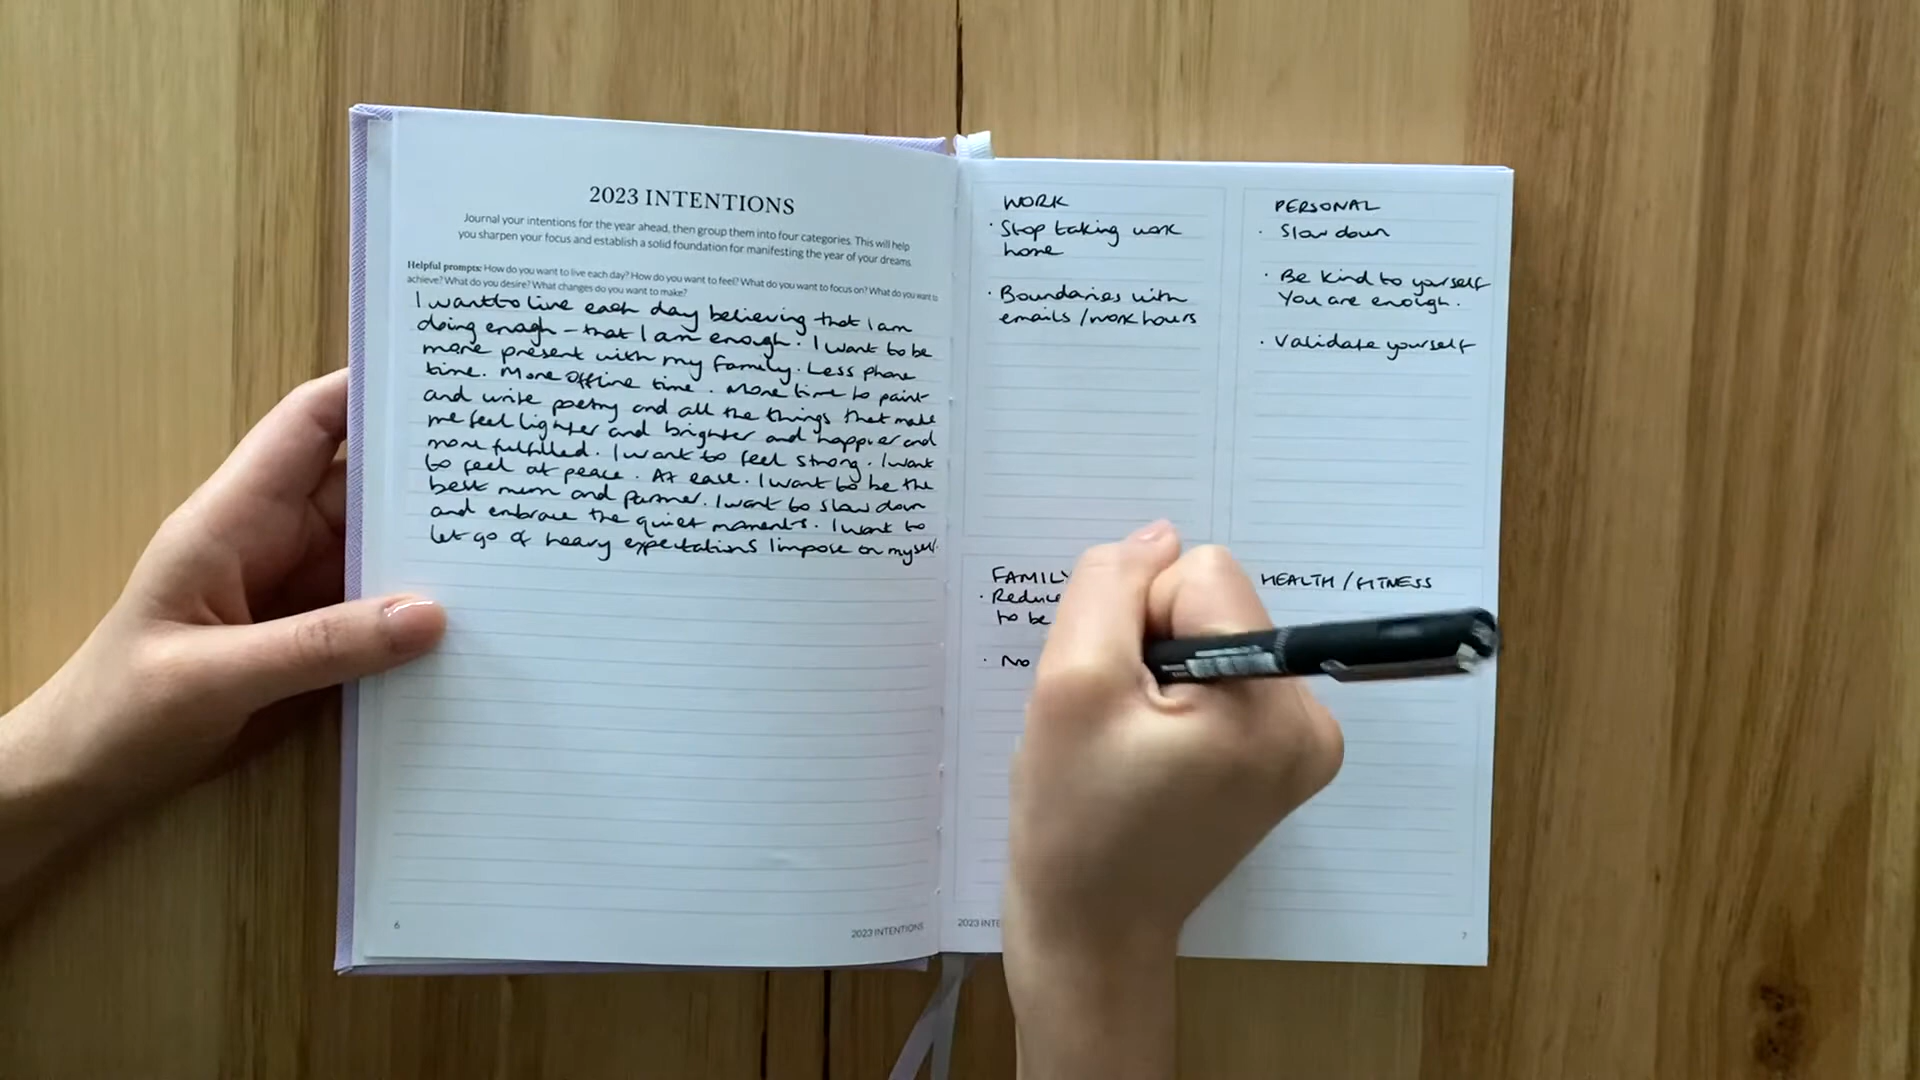 2023 INTENTIONS
Journal your intentions for the year ahead, then group them into four categories. This will help
you sharpen your focus and establish a solid foundation for manifesting the year of your dreams.
Helpful prompts: How do you want to live each day? How do you want to feel? What do you want to focus on? What do you want to
achieve? What do you desire? What changes do you want to make?
I want to live each day believing that I am
doing enogh - that I am enough. I want to be
more present with my family. Less phone
time. More offline time. More time to paint
and write poetry and all the things that make
me feel lighter and brighter and happier and
more fulfilled. I want to feel strong. I want
to feel at peace. At ease. I want to be the
best mum and partner. I want to slow down
and embrace the quiet moments. I want to
let go of heavy expectations I impose on myself.
6
2023 INTENTIONS
WORK
· Stop taking work
home
· Boundaries with
emails / work hours
PERSONAL
· Slow down
· Be kind to yourself
You are enough.
· Validate yourself
FAMILY
· Reduce
to be
· No
HEALTH / FITNESS
2023 INTE
7